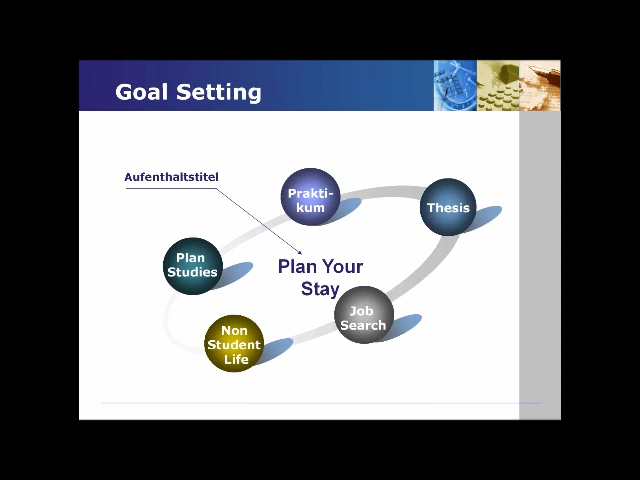 Goal Setting
Aufenthaltstitel
Prakti-
kum
Thesis
Plan
Studies
Plan Your
Stay
Job
Search
Non
Student
Life